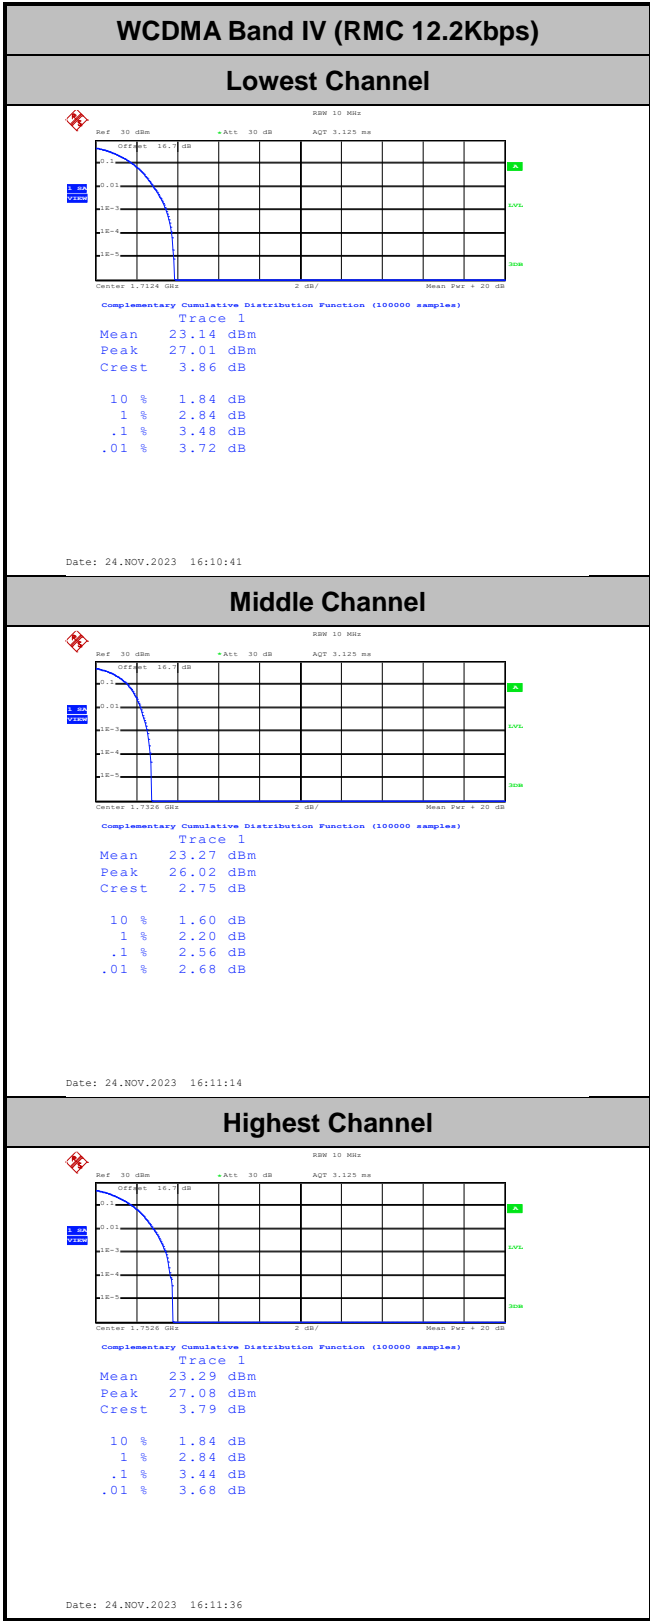 WCDMA Band IV (RMC 12.2Kbps)
Lowest Channel
RBW 10 MHz
Ref 30 dBm *Att 30 dB AQT 3.125 ms
Offset 16.7 dB
0.1
A
1 SA
0.01
VIEW
1E-3
LVL
1E-4
1E-5
3DB
Center 1.7124 GHz 2 dB/ Mean Pwr + 20 dB
Complementary Cumulative Distribution Function (100000 samples)
Trace 1
Mean 23.14 dBm
Peak 27.01 dBm
Crest 3.86 dB
10 % 1.84 dB
1 % 2.84 dB
.1 % 3.48 dB
.01 % 3.72 dB
Date: 24.NOV.2023 16:10:41
Middle Channel
RBW 10 MHz
Ref 30 dBm *Att 30 dB AQT 3.125 ms
Offset 16.7 dB
0.1
A
1 SA
0.01
VIEW
1E-3
LVL
1E-4
1E-5
3DB
Center 1.7326 GHz 2 dB/ Mean Pwr + 20 dB
Complementary Cumulative Distribution Function (100000 samples)
Trace 1
Mean 23.27 dBm
Peak 26.02 dBm
Crest 2.75 dB
10 % 1.60 dB
1 % 2.20 dB
.1 % 2.56 dB
.01 % 2.68 dB
Date: 24.NOV.2023 16:11:14
Highest Channel
RBW 10 MHz
Ref 30 dBm *Att 30 dB AQT 3.125 ms
Offset 16.7 dB
0.1
A
1 SA
0.01
VIEW
1E-3
LVL
1E-4
1E-5
3DB
Center 1.7526 GHz 2 dB/ Mean Pwr + 20 dB
Complementary Cumulative Distribution Function (100000 samples)
Trace 1
Mean 23.29 dBm
Peak 27.08 dBm
Crest 3.79 dB
10 % 1.84 dB
1 % 2.84 dB
.1 % 3.44 dB
.01 % 3.68 dB
Date: 24.NOV.2023 16:11:36